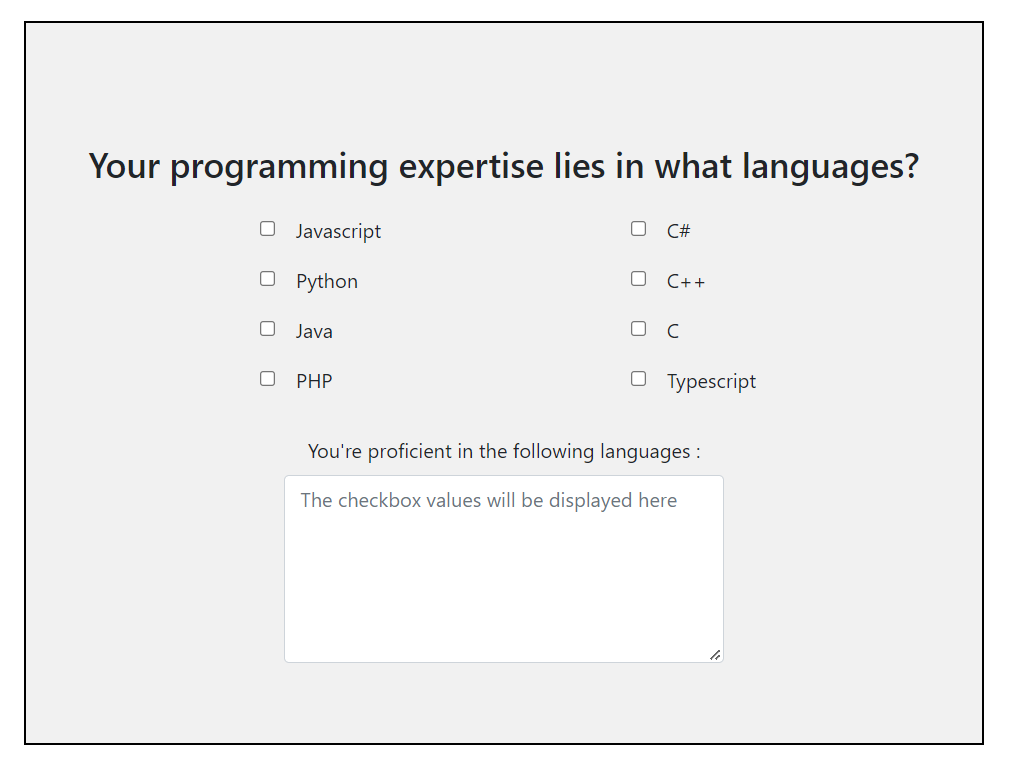 Your programming expertise lies in what languages?
Javascript
C#
Python
C++
Java
C
PHP
Typescript
You're proficient in the following languages :
The checkbox values will be displayed here